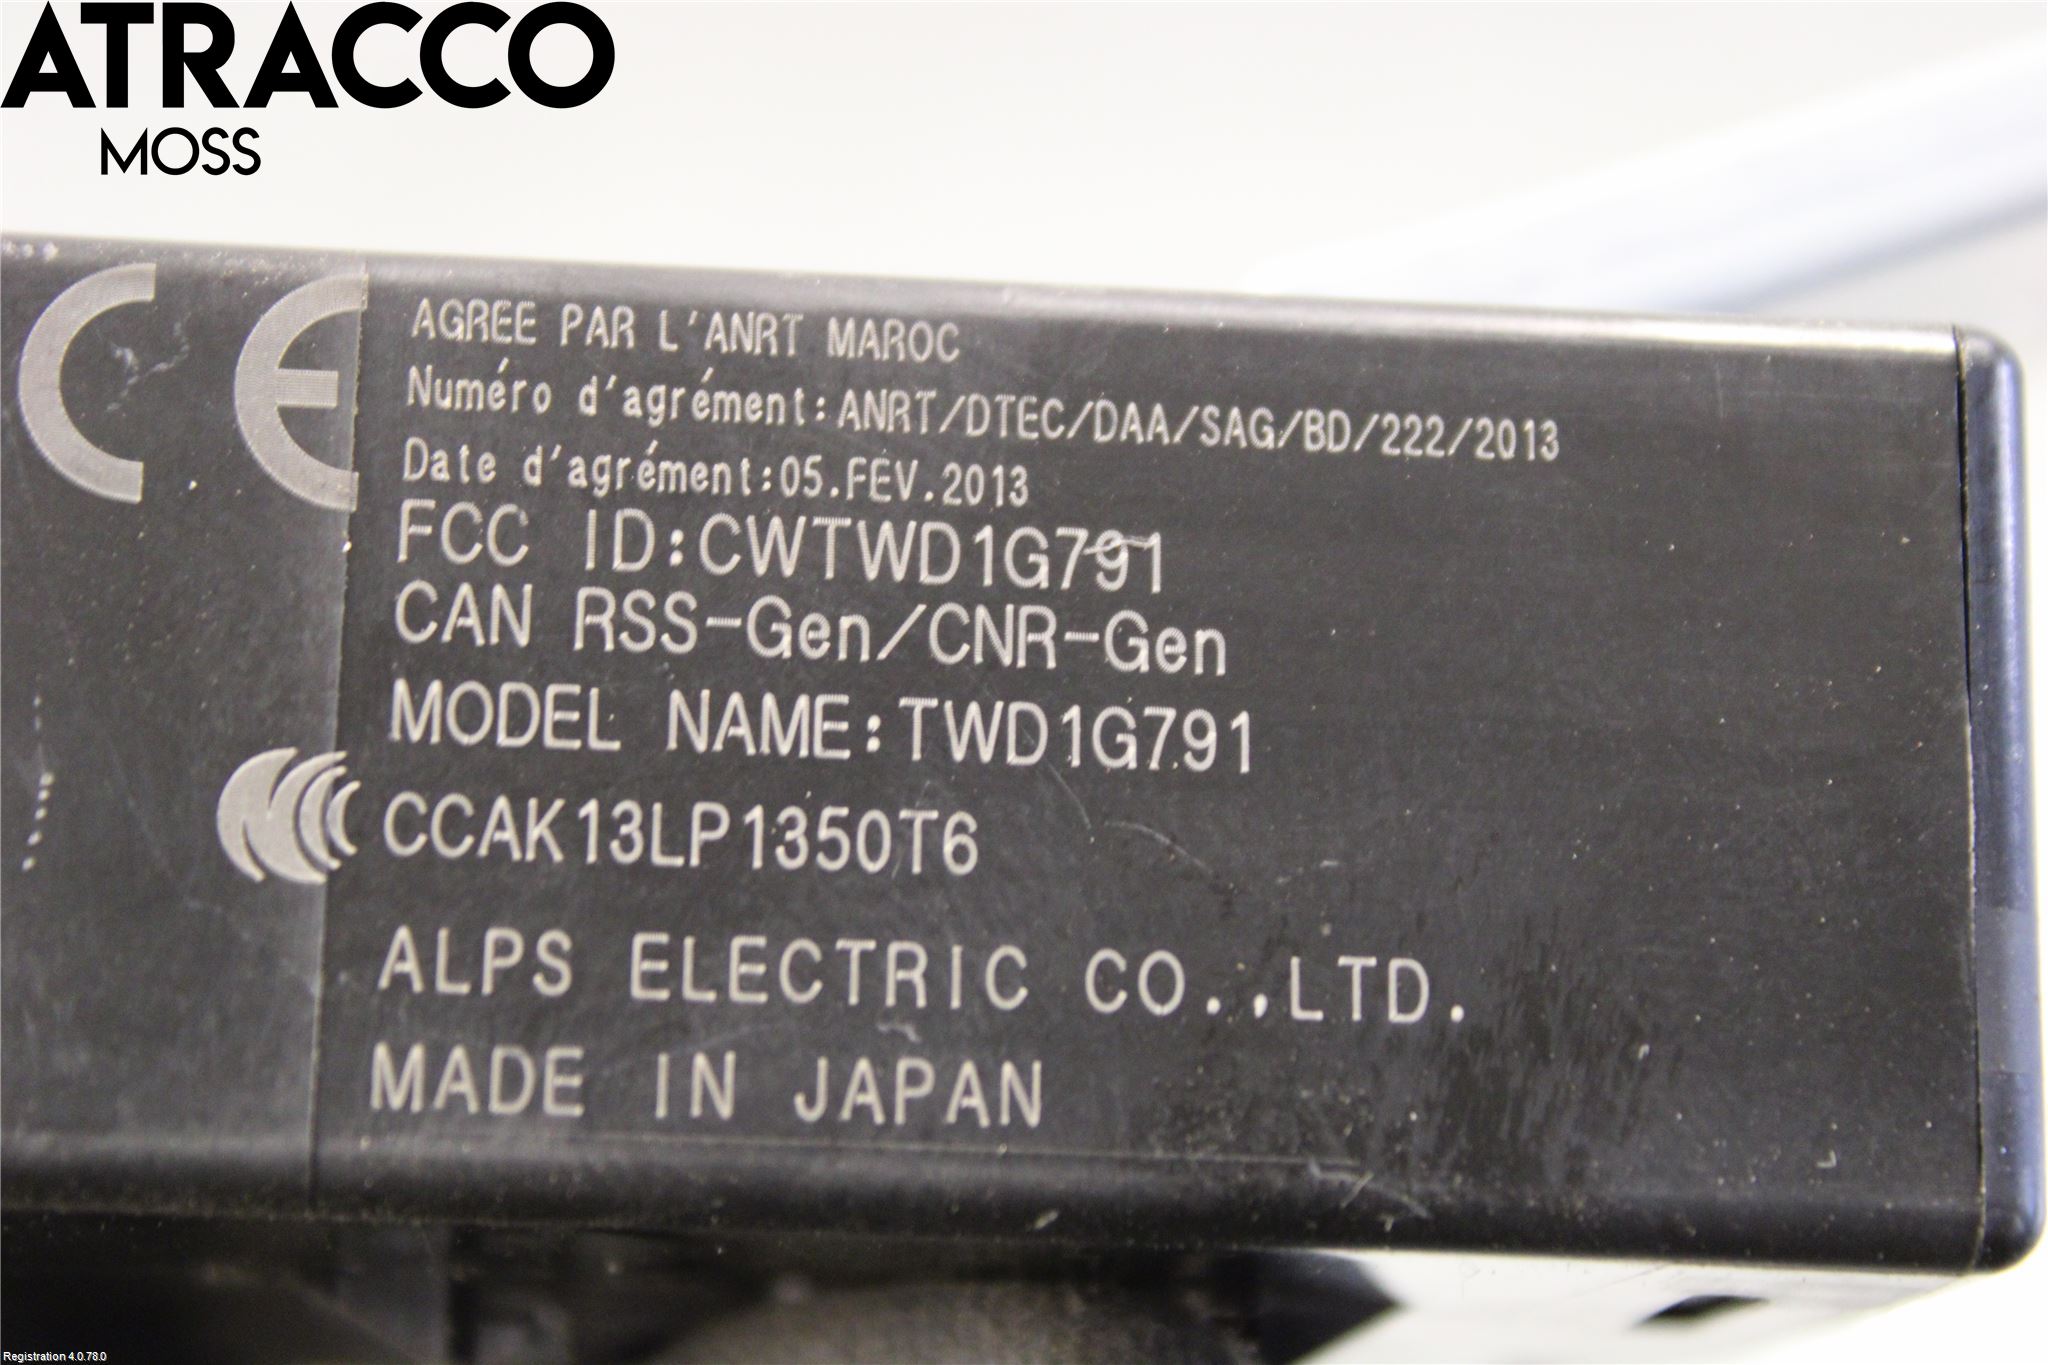 ATRACCO
MOSS
CE
AGREE PAR L'ANRT MAROC
Numéro d'agrément:ANRT/DTEC/DAA/SAG/BD/222/2013
Date d'agrément:05.FEV.2013
FCC ID:CWTWD1G791
CAN RSS-Gen/CNR-Gen
MODEL NAME:TWD1G791
CCAK13LP1350T6
ALPS ELECTRIC CO.,LTD.
MADE IN JAPAN
Registration 4.0.78.0